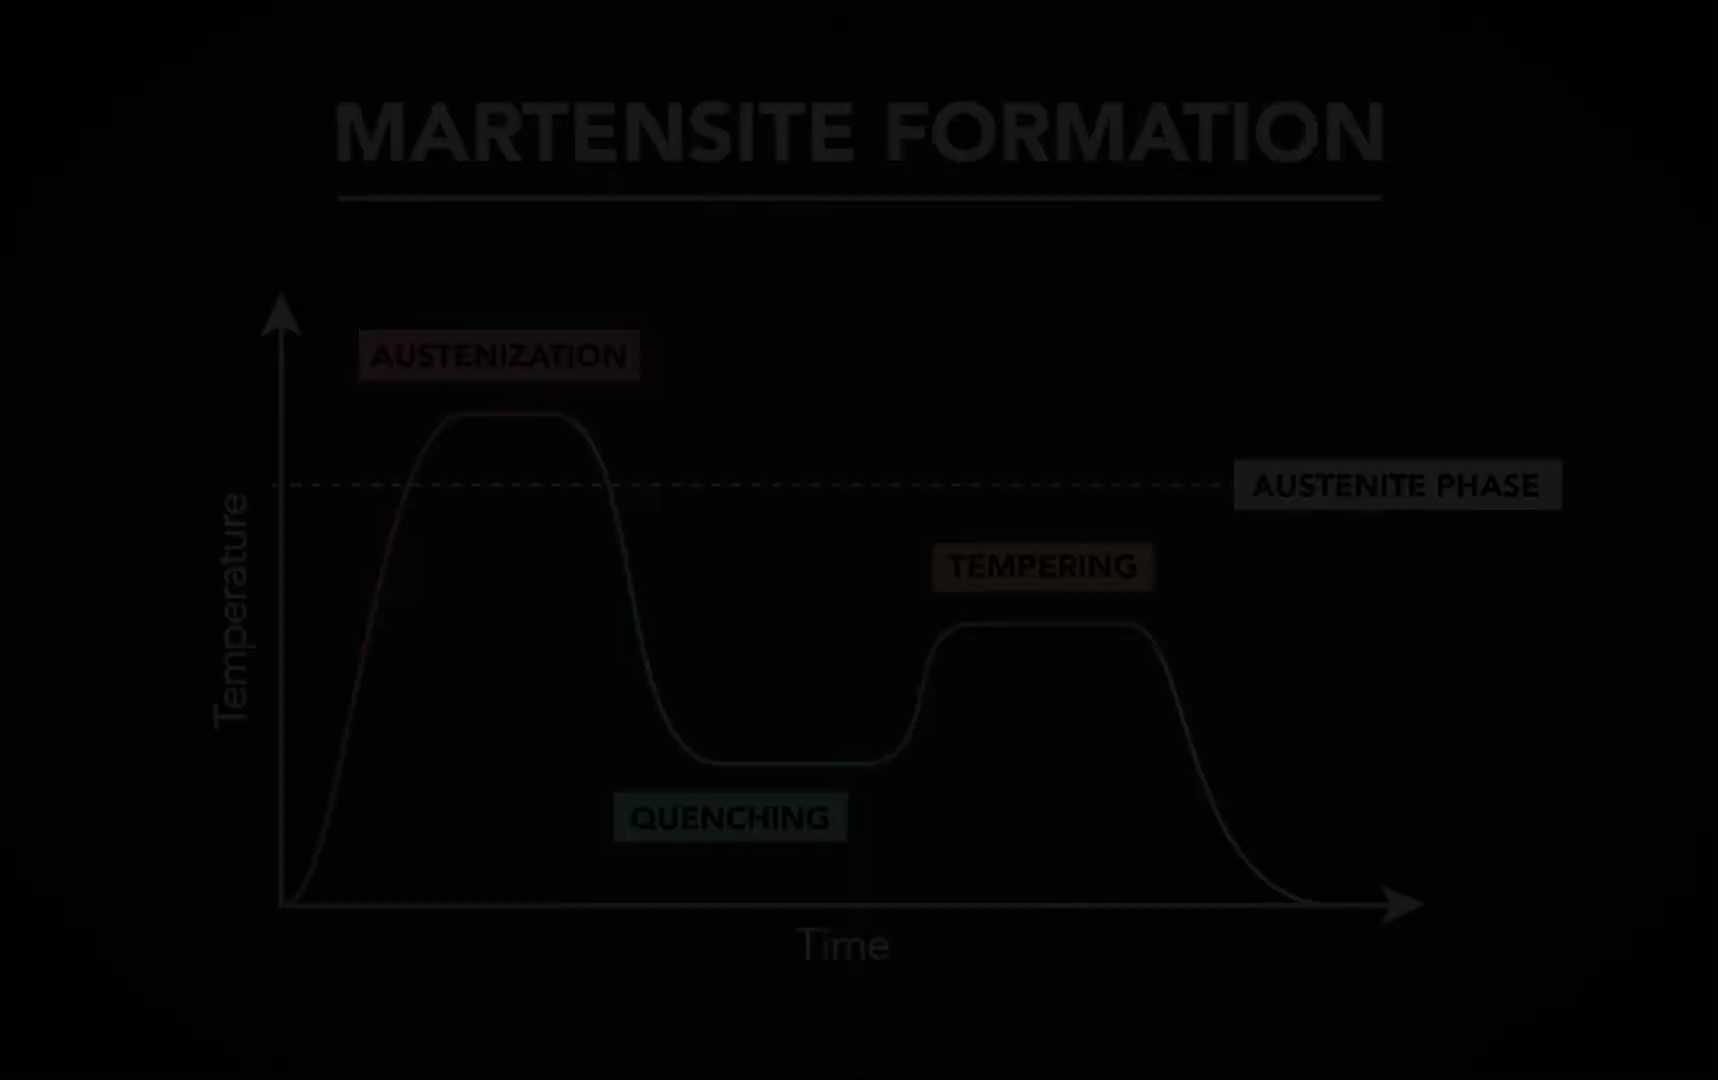 MARTENSITE FORMATION
AUSTENIZATION
AUSTENITE PHASE
TEMPERING
QUENCHING
Temperature
Time